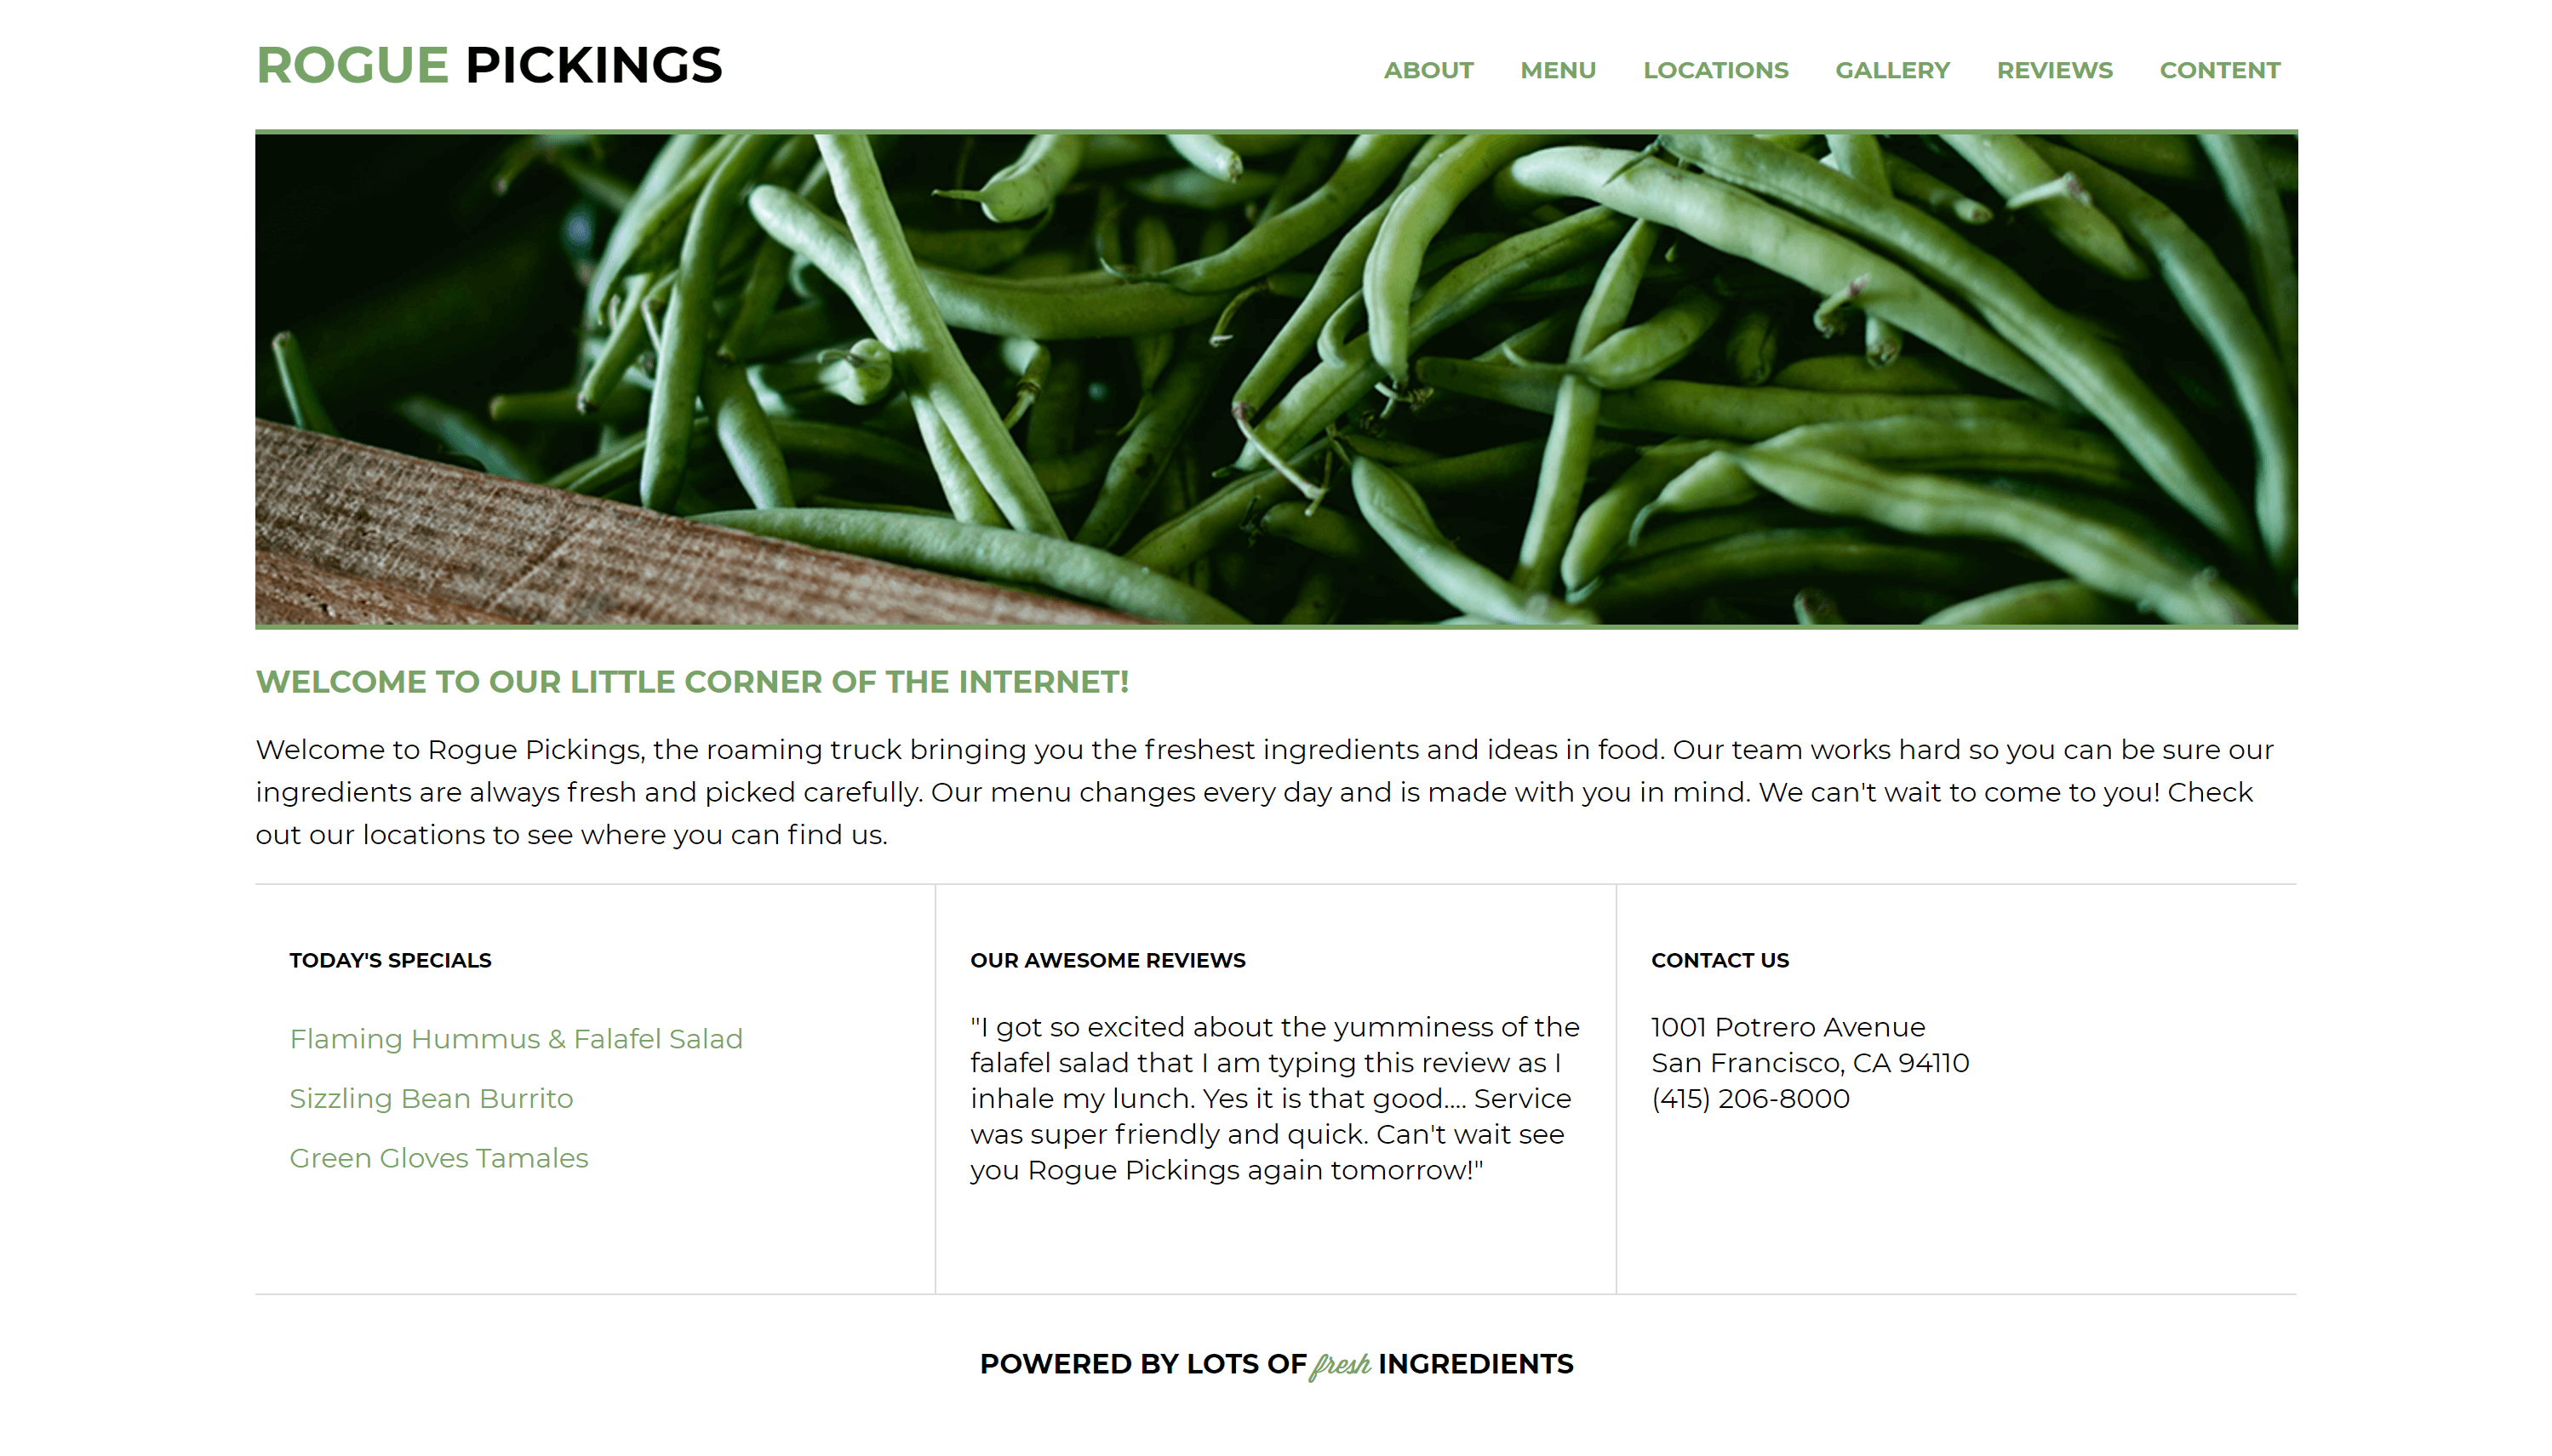 ROGUE PICKINGS
ABOUT MENU LOCATIONS GALLERY REVIEWS CONTENT
WELCOME TO OUR LITTLE CORNER OF THE INTERNET!
Welcome to Rogue Pickings, the roaming truck bringing you the freshest ingredients and ideas in food. Our team works hard so you can be sure our
ingredients are always fresh and picked carefully. Our menu changes every day and is made with you in mind. We can't wait to come to you! Check
out our locations to see where you can find us.
TODAY'S SPECIALS
Flaming Hummus & Falafel Salad
Sizzling Bean Burrito
Green Gloves Tamales
OUR AWESOME REVIEWS
"I got so excited about the yumminess of the
falafel salad that I am typing this review as I
inhale my lunch. Yes it is that good.... Service
was super friendly and quick. Can't wait see
you Rogue Pickings again tomorrow!"
CONTACT US
1001 Potrero Avenue
San Francisco, CA 94110
(415) 206-8000
POWERED BY LOTS OF fresh INGREDIENTS